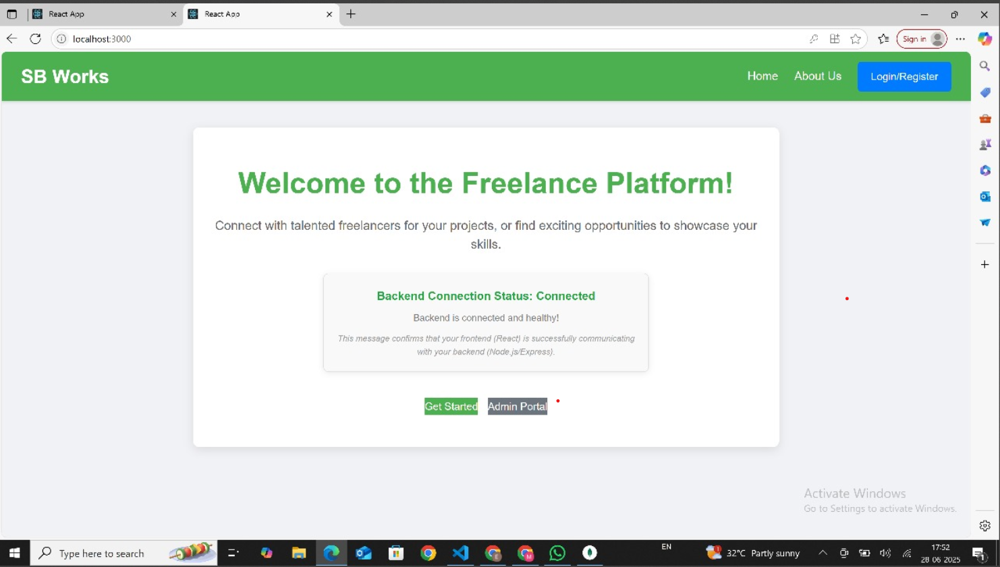 React App
React App
localhost:3000
Sign in
SB Works
Home
About Us
Login/Register
Welcome to the Freelance Platform!
Connect with talented freelancers for your projects, or find exciting opportunities to showcase your
skills.
Backend Connection Status: Connected
Backend is connected and healthy!
This message confirms that your frontend (React) is successfully communicating
with your backend (Node.js/Express).
Get Started
Admin Portal
Activate Windows
Go to Settings to activate Windows.
Type here to search
E
M
EN
32°C Partly sunny
17:52
28-06-2025
1